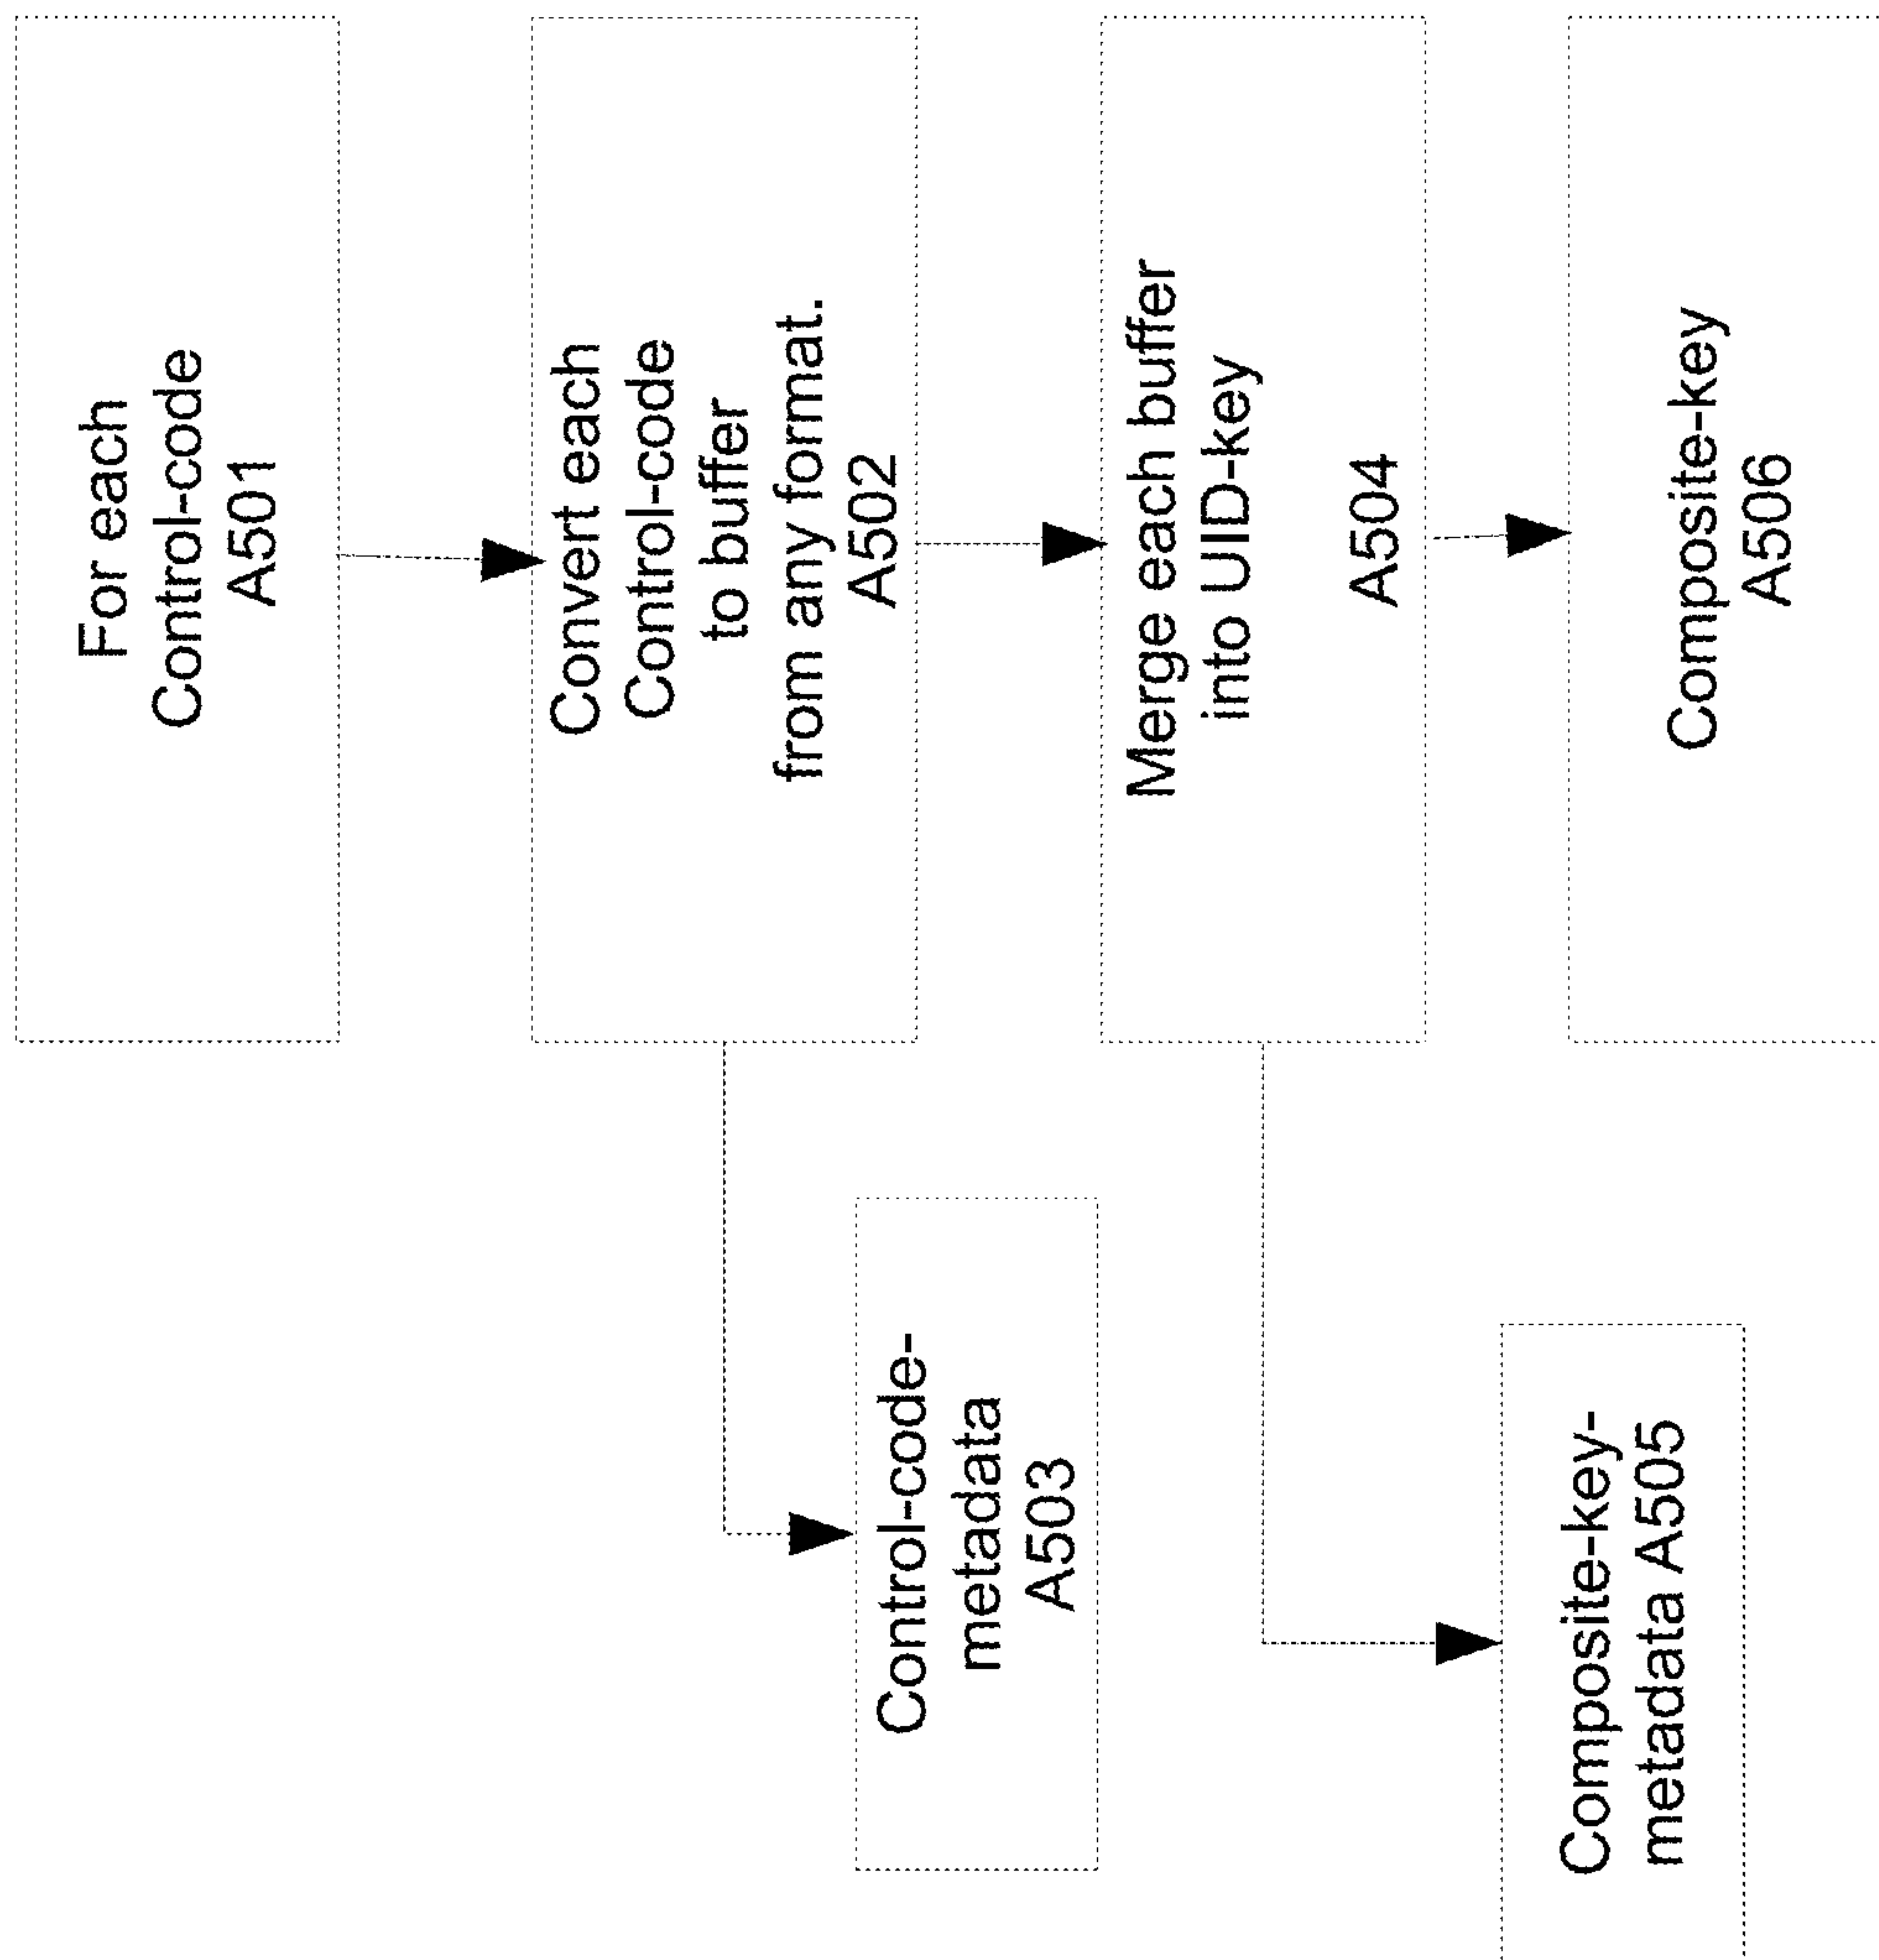 For each
Control-code
A501
Convert each
Control-code
to buffer
from any format.
A502
Control-code-
metadata
A503
Merge each buffer
into UID-key
A504
Composite-key-
metadata A505
Composite-key
A506